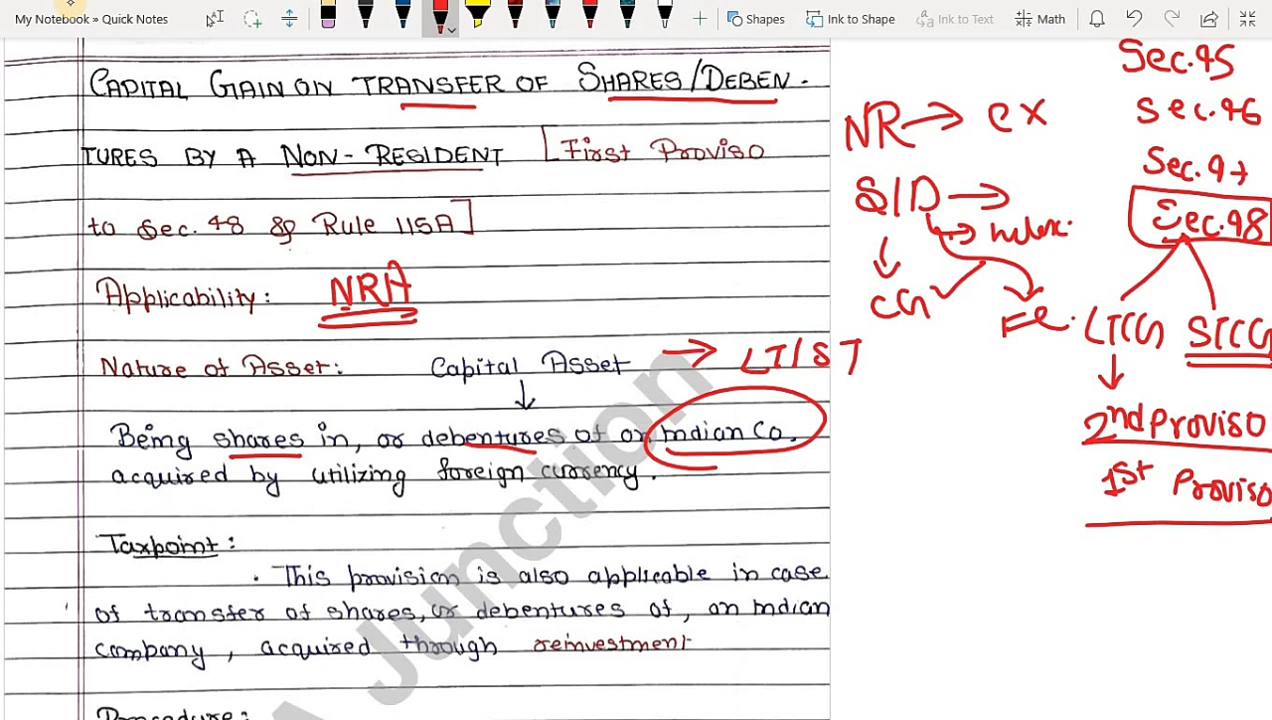 My Notebook » Quick Notes
Shapes
Ink to Shape
Ink to Text
Math
CAPITAL GAIN ON TRANSFER OF SHARES/DEBEN-
TURES BY A NON-RESIDENT [First Proviso
to Sec. 48 & Rule 115A]
Applicability: NRA
Nature of Asset: Capital Asset → LT/ST
↓
Being shares in, or debentures of an Indian Co.
acquired by utilizing foreign currency.
Taxpoint:
• This provision is also applicable in case
of transfer of shares, or debentures of, an Indian
company, acquired through reinvestment
Procedure:
Junction
NR → ex
S/D →
→ index.
↓
CG
FC.
Sec.45
Sec.46
Sec.47
Sec.48
LTCG STCG
↓
2nd Proviso
1st Proviso